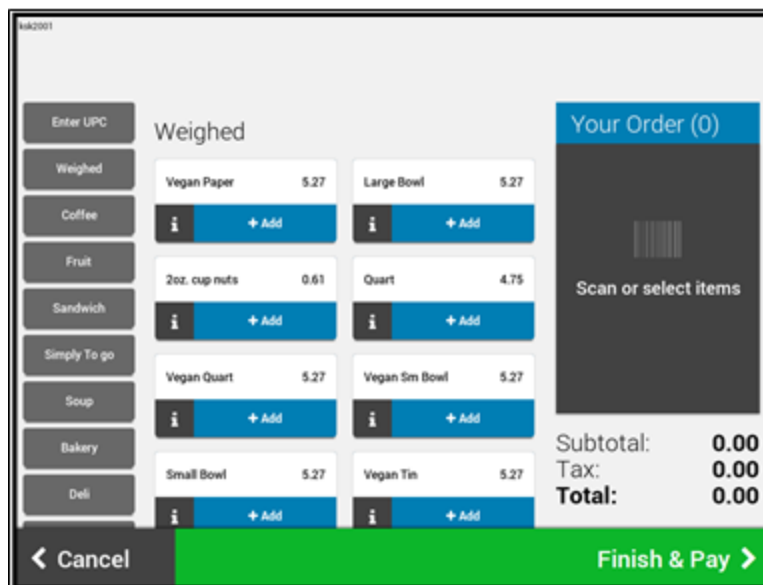 ksk2001
Enter UPC
Weighed
Coffee
Fruit
Sandwich
Simply To go
Soup
Bakery
Deli
Weighed
Vegan Paper 5.27
i + Add
Large Bowl 5.27
i + Add
2oz. cup nuts 0.61
i + Add
Quart 4.75
i + Add
Vegan Quart 5.27
i + Add
Vegan Sm Bowl 5.27
i + Add
Small Bowl 5.27
i + Add
Vegan Tin 5.27
i + Add
Your Order (0)
Scan or select items
Subtotal: 0.00
Tax: 0.00
Total: 0.00
Cancel
Finish & Pay